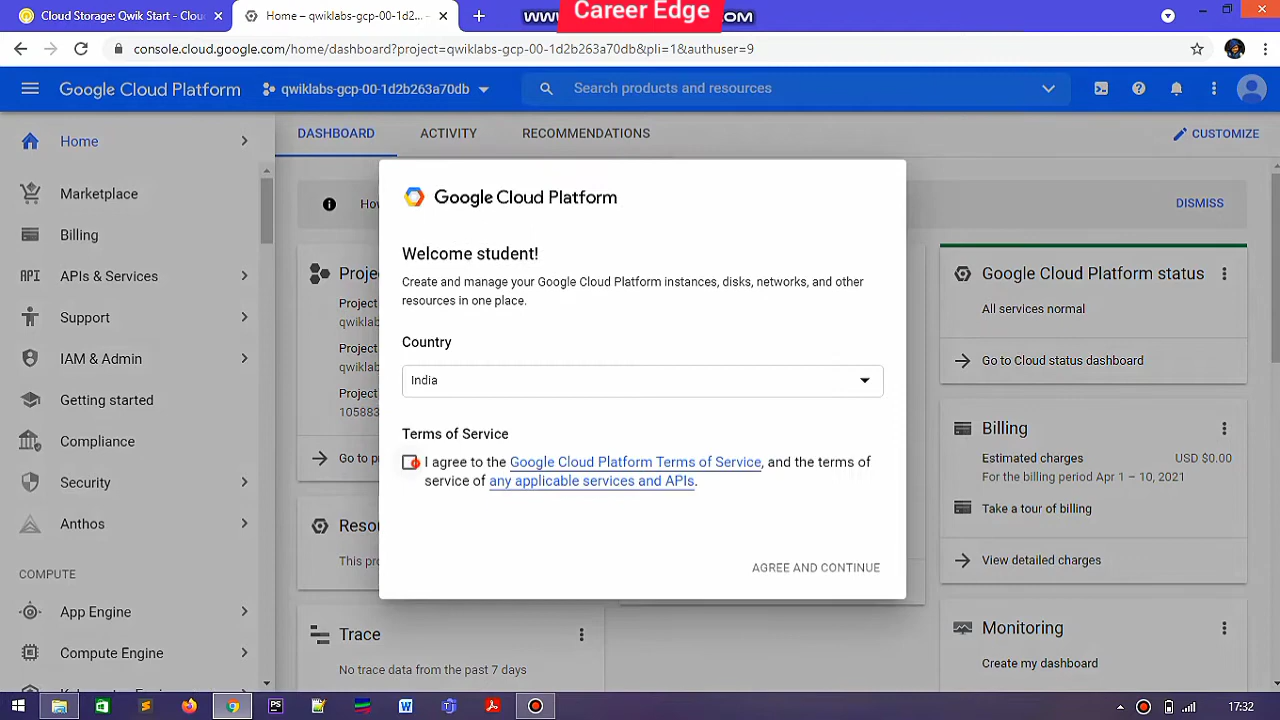 Cloud Storage: Qwik Start - Clou
Home – qwiklabs-gcp-00-1d2
Career Edge
console.cloud.google.com/home/dashboard?project=qwiklabs-gcp-00-1d2b263a70db&pli=1&authuser=9
Google Cloud Platform
qwiklabs-gcp-00-1d2b263a70db
Search products and resources
Home
Marketplace
Billing
APIs & Services
Support
IAM & Admin
Getting started
Compliance
Security
Anthos
COMPUTE
App Engine
Compute Engine
DASHBOARD
ACTIVITY
RECOMMENDATIONS
CUSTOMIZE
DISMISS
Google Cloud Platform
Welcome student!
Create and manage your Google Cloud Platform instances, disks, networks, and other
resources in one place.
Country
India
Terms of Service
I agree to the Google Cloud Platform Terms of Service, and the terms of
service of any applicable services and APIs.
AGREE AND CONTINUE
Trace
No trace data from the past 7 days
Google Cloud Platform status
All services normal
Go to Cloud status dashboard
Billing
Estimated charges USD $0.00
For the billing period Apr 1 – 10, 2021
Take a tour of billing
View detailed charges
Monitoring
Create my dashboard
17:32